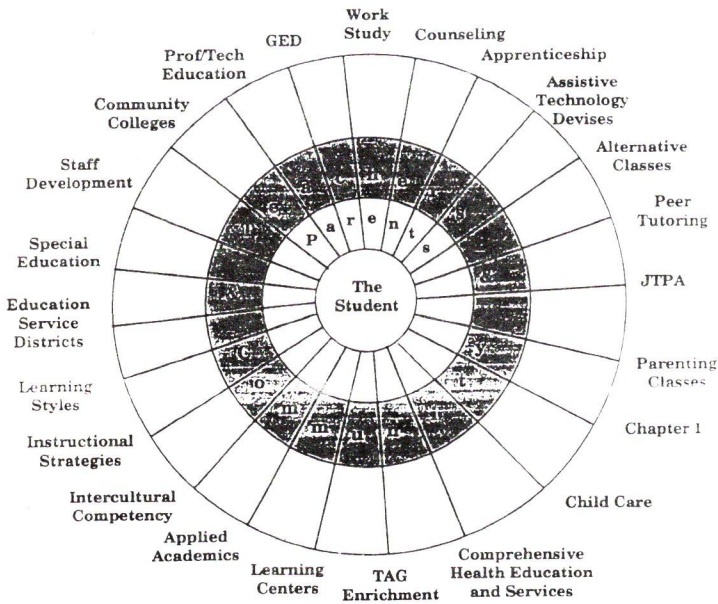 Work
Study
Counseling
Apprenticeship
Assistive
Technology
Devises
Alternative
Classes
Peer
Tutoring
JTPA
Parenting
Classes
Chapter 1
Child Care
Comprehensive
Health Education
and Services
TAG
Enrichment
Learning
Centers
Applied
Academics
Intercultural
Competency
Instructional
Strategies
Learning
Styles
Education
Service
Districts
Special
Education
Staff
Development
Community
Colleges
Prof/Tech
Education
GED
&
&
Parents
The
Student